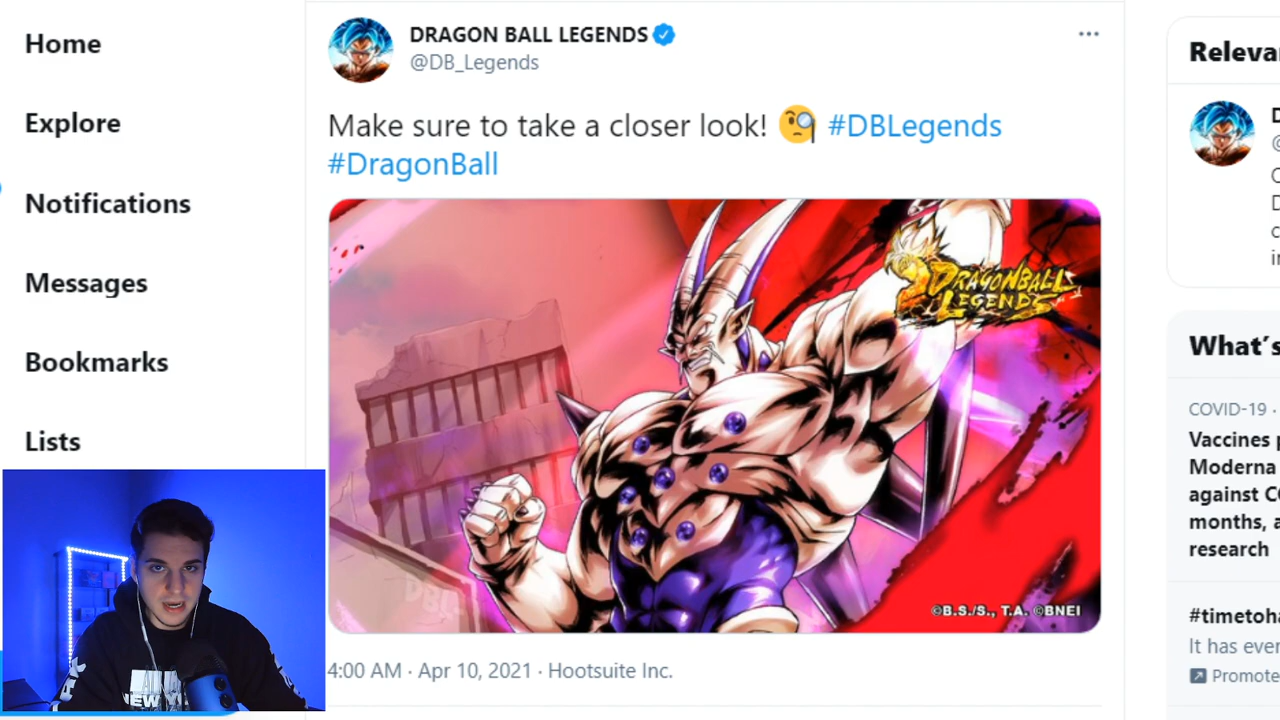 Home
Explore
Notifications
Messages
Bookmarks
Lists
DRAGON BALL LEGENDS
@DB_Legends
Make sure to take a closer look! #DBLegends
#DragonBall
DRAGONBALL
LEGENDS
©B.S./S., T.A. ©BNEI
4:00 AM · Apr 10, 2021 · Hootsuite Inc.
What's
COVID-19 ·
Vaccines
Moderna
against
months,
research
It has
NEW